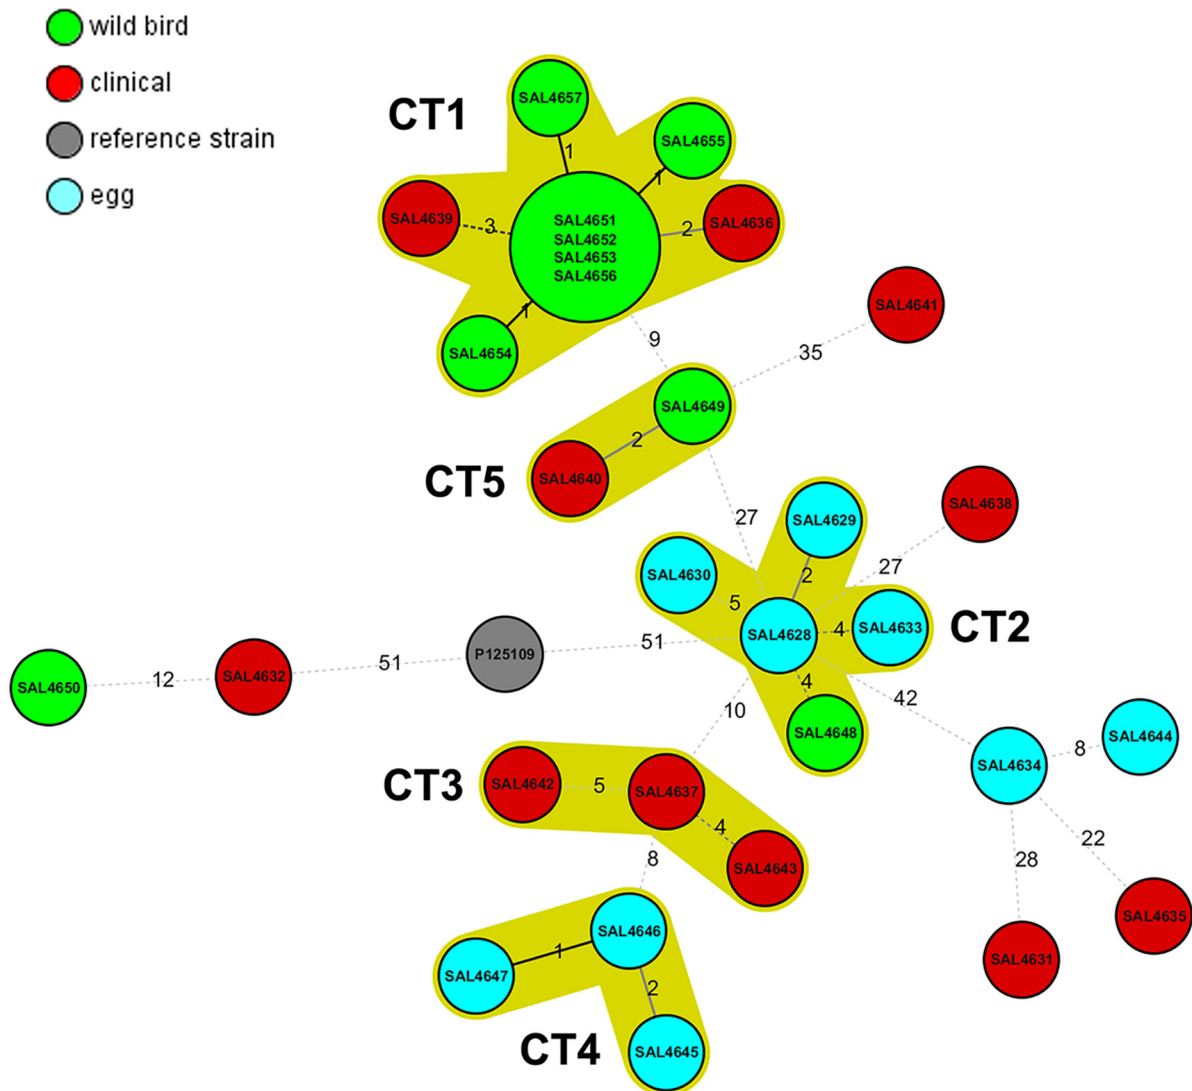 wild bird
clinical
reference strain
egg
CT1
SAL4657
1
SAL4655
1
SAL4639
3
SAL4651
SAL4652
SAL4653
SAL4656
2
SAL4636
1
SAL4654
9
35
SAL4641
SAL4649
2
SAL4640
CT5
27
SAL4638
27
SAL4629
2
SAL4630
5
SAL4628
4
SAL4633
CT2
4
SAL4648
SAL4650
12
SAL4632
51
P125109
51
10
42
SAL4634
8
SAL4644
28
22
SAL4631
SAL4635
CT3
SAL4642
5
SAL4637
4
SAL4643
8
SAL4646
1
SAL4647
2
SAL4645
CT4